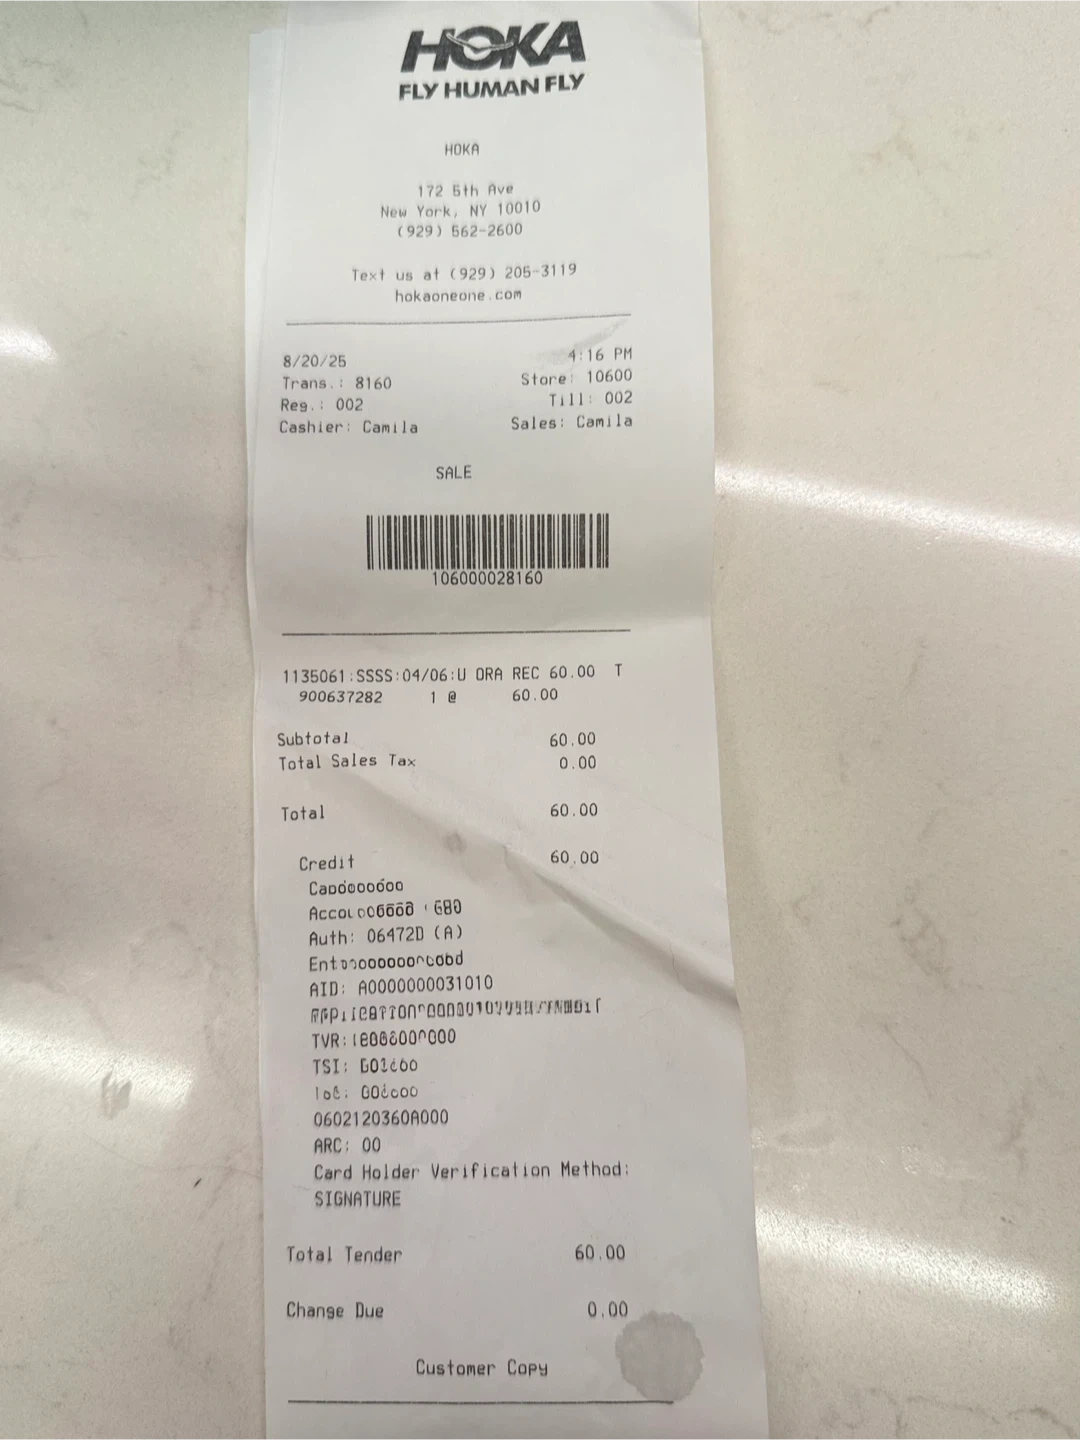 HOKA
FLY HUMAN FLY
HOKA
172 5th Ave
New York, NY 10010
(929) 562-2600
Text us at (929) 205-3119
hokaoneone.com
8/20/25 4:16 PM
Trans.: 8160 Store: 10600
Reg.: 002 Till: 002
Cashier: Camila Sales: Camila
SALE
106000028160
1135061:SSSS:04/06:U ORA REC 60.00 T
900637282 1 @ 60.00
Subtotal 60.00
Total Sales Tax 0.00
Total 60.00
Credit 60.00
Auth: 06472D (A)
AID: A0000000031010
TVR:
TSI:
0602120360A000
ARC: 00
Card Holder Verification Method:
SIGNATURE
Total Tender 60.00
Change Due 0.00
Customer Copy